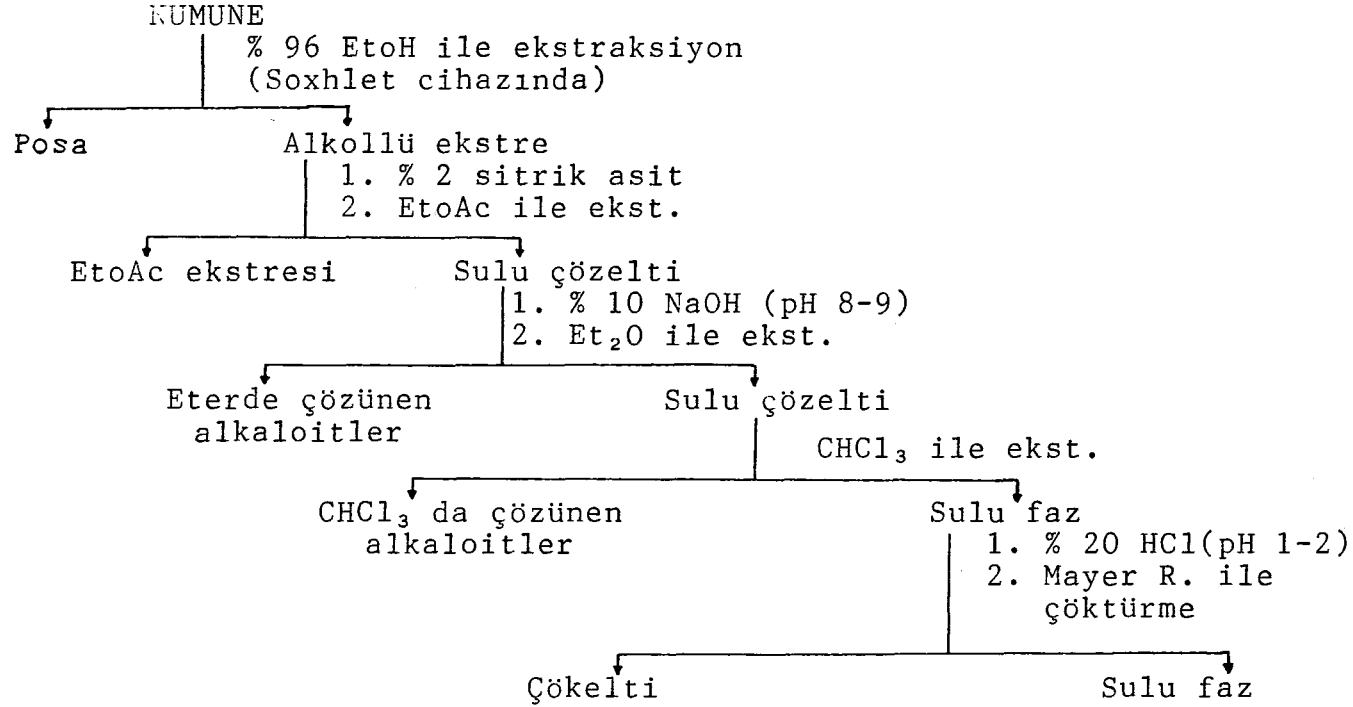 NUMUNE
% 96 EtoH ile ekstraksiyon
(Soxhlet cihazında)
Posa
Alkollü ekstre
1. % 2 sitrik asit
2. EtoAc ile ekst.
EtoAc ekstresi
Sulu çözelti
1. % 10 NaOH (pH 8-9)
2. Et₂O ile ekst.
Eterde çözünen
alkaloitler
Sulu çözelti
CHCl₃ ile ekst.
CHCl₃ da çözünen
alkaloitler
Sulu faz
1. % 20 HCl(pH 1-2)
2. Mayer R. ile
çöktürme
Çökelti
Sulu faz